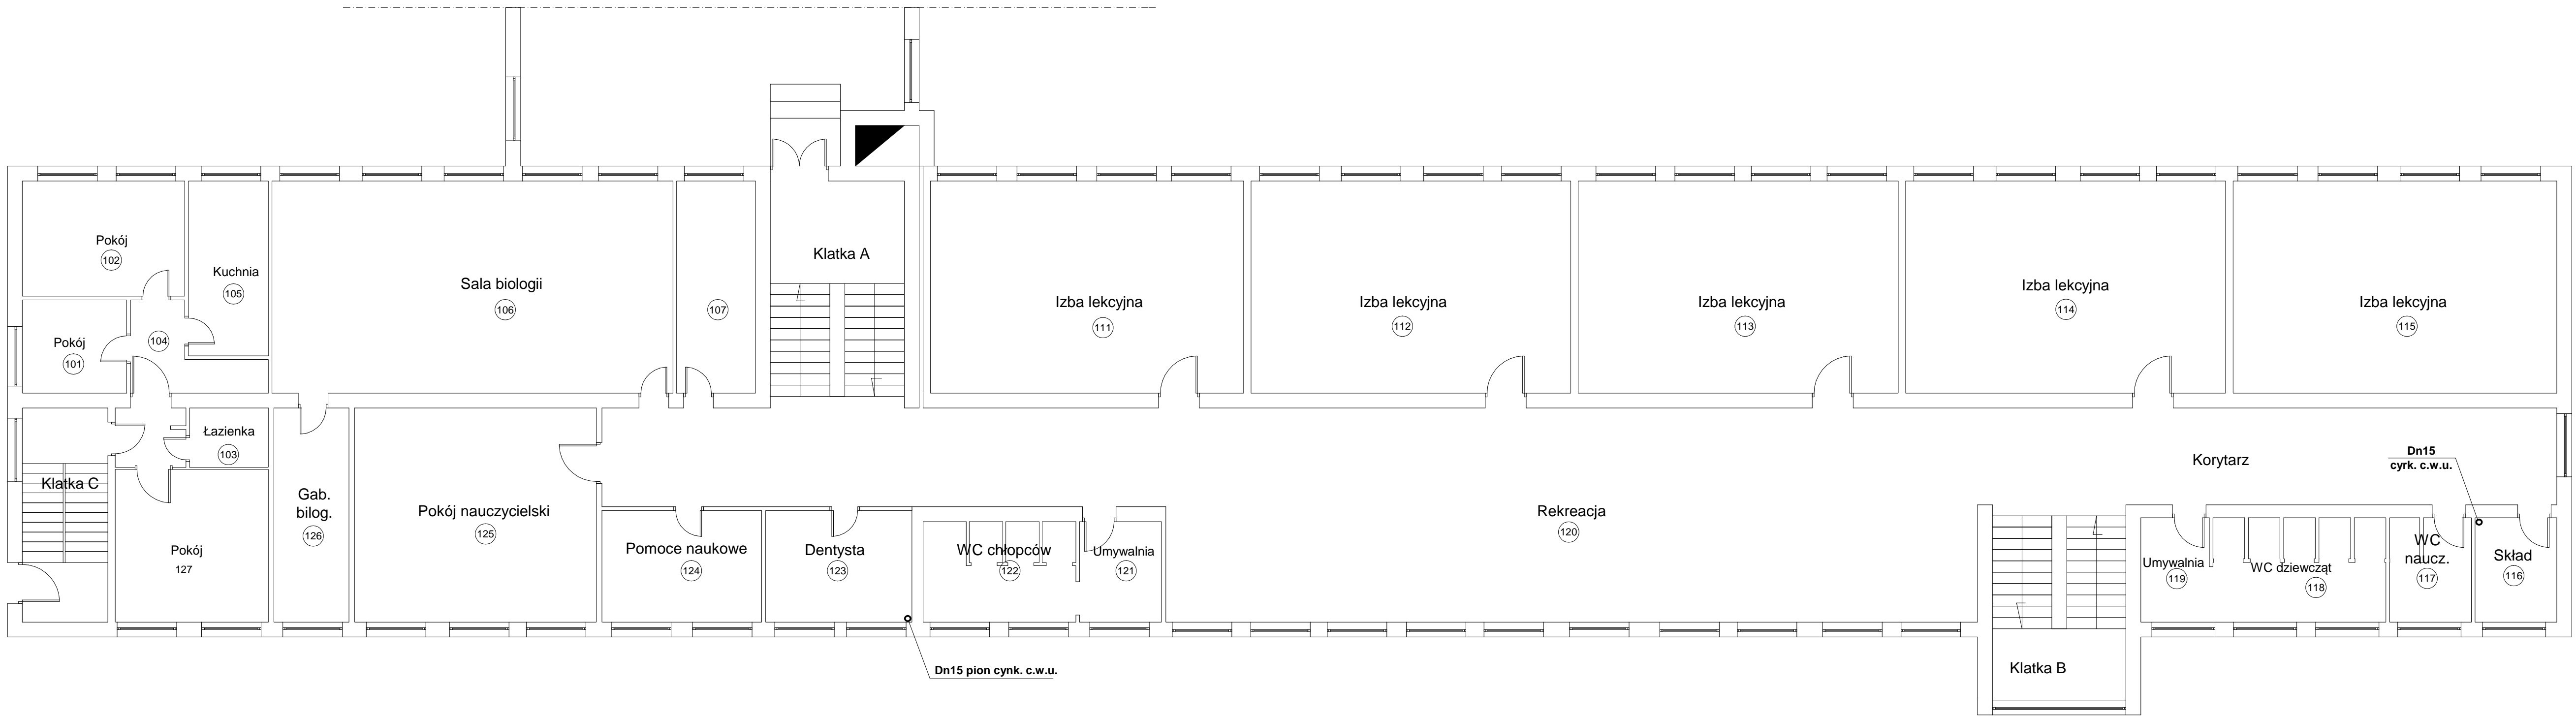 Pokój
102
Kuchnia
105
Pokój
101
104
Sala biologii
106
107
Klatka A
Izba lekcyjna
111
Izba lekcyjna
112
Izba lekcyjna
113
Izba lekcyjna
114
Izba lekcyjna
115
Klatka C
Łazienka
103
Pokój
127
Gab.
bilog.
126
Pokój nauczycielski
125
Pomoce naukowe
124
Dentysta
123
WC chłopców
122
Umywalnia
121
Rekreacja
120
Korytarz
Dn15
cyrk. c.w.u.
Umywalnia
119
WC dziewcząt
118
WC
naucz.
117
Skład
116
Klatka B
Dn15 pion cynk. c.w.u.